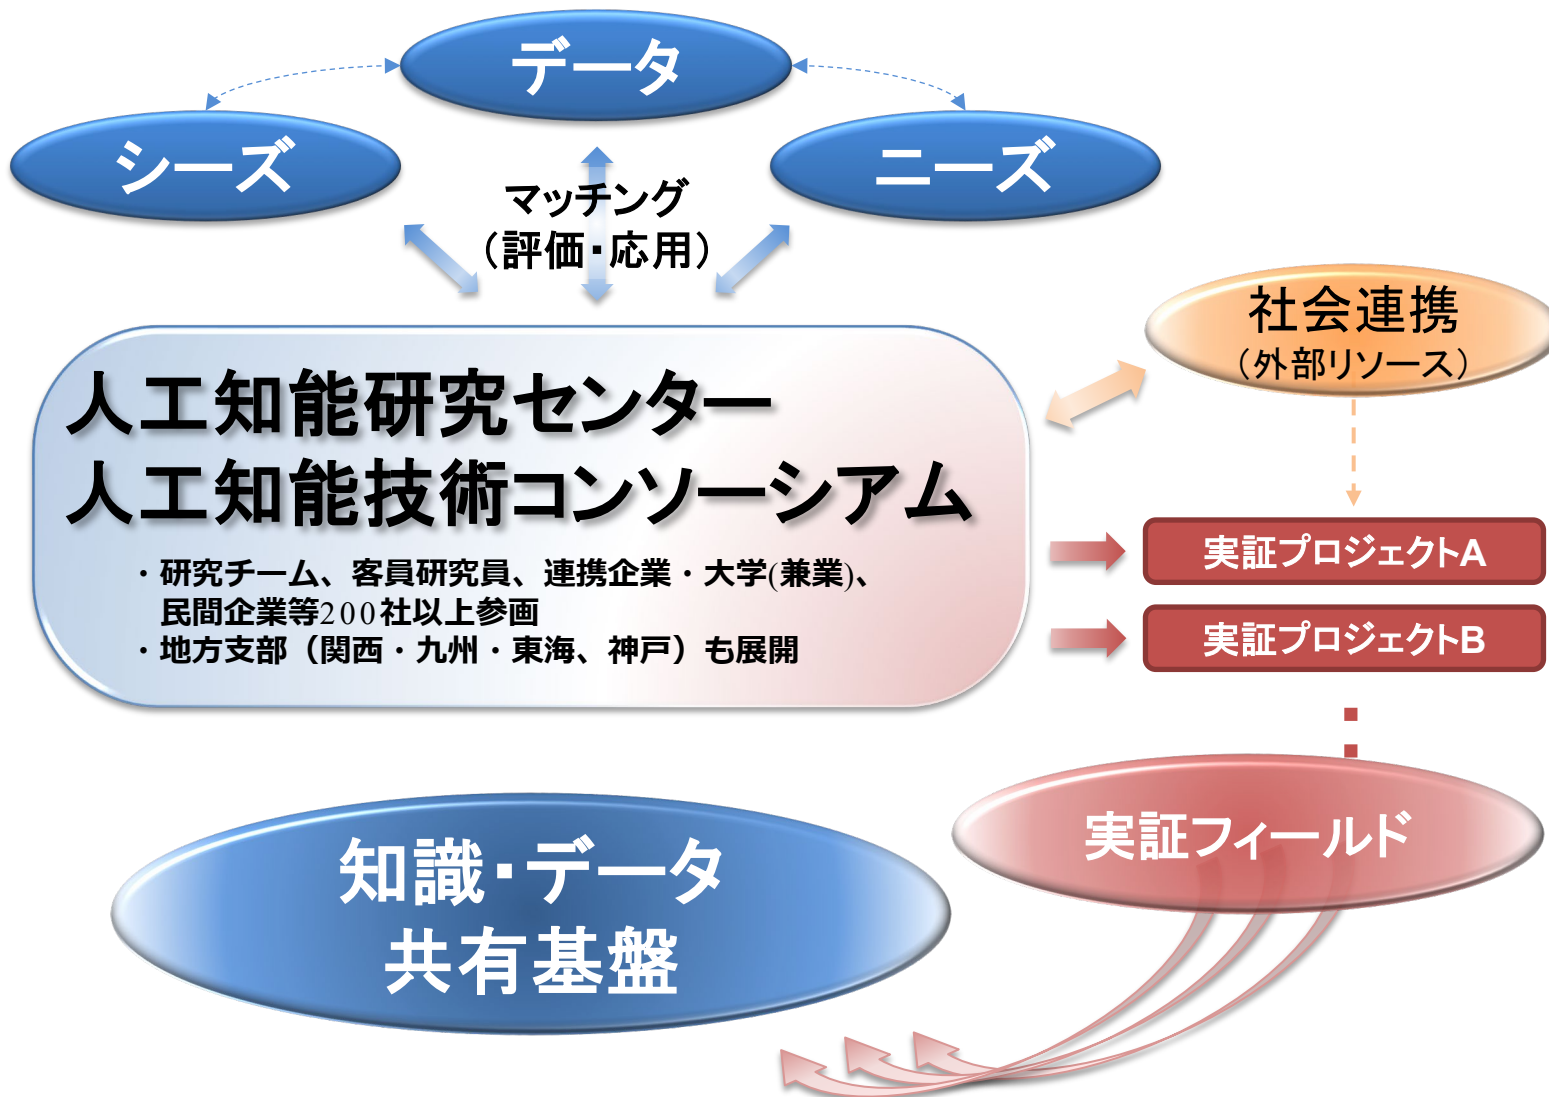 データ
シーズ
ニーズ
マッチング
（評価・応用）
社会連携
（外部リソース）
人工知能研究センター
人工知能技術コンソーシアム
・研究チーム、客員研究員、連携企業・大学(兼業)、
民間企業等200社以上参画
・地方支部（関西・九州・東海、神戸）も展開
実証プロジェクトA
実証プロジェクトB
実証フィールド
知識・データ
共有基盤